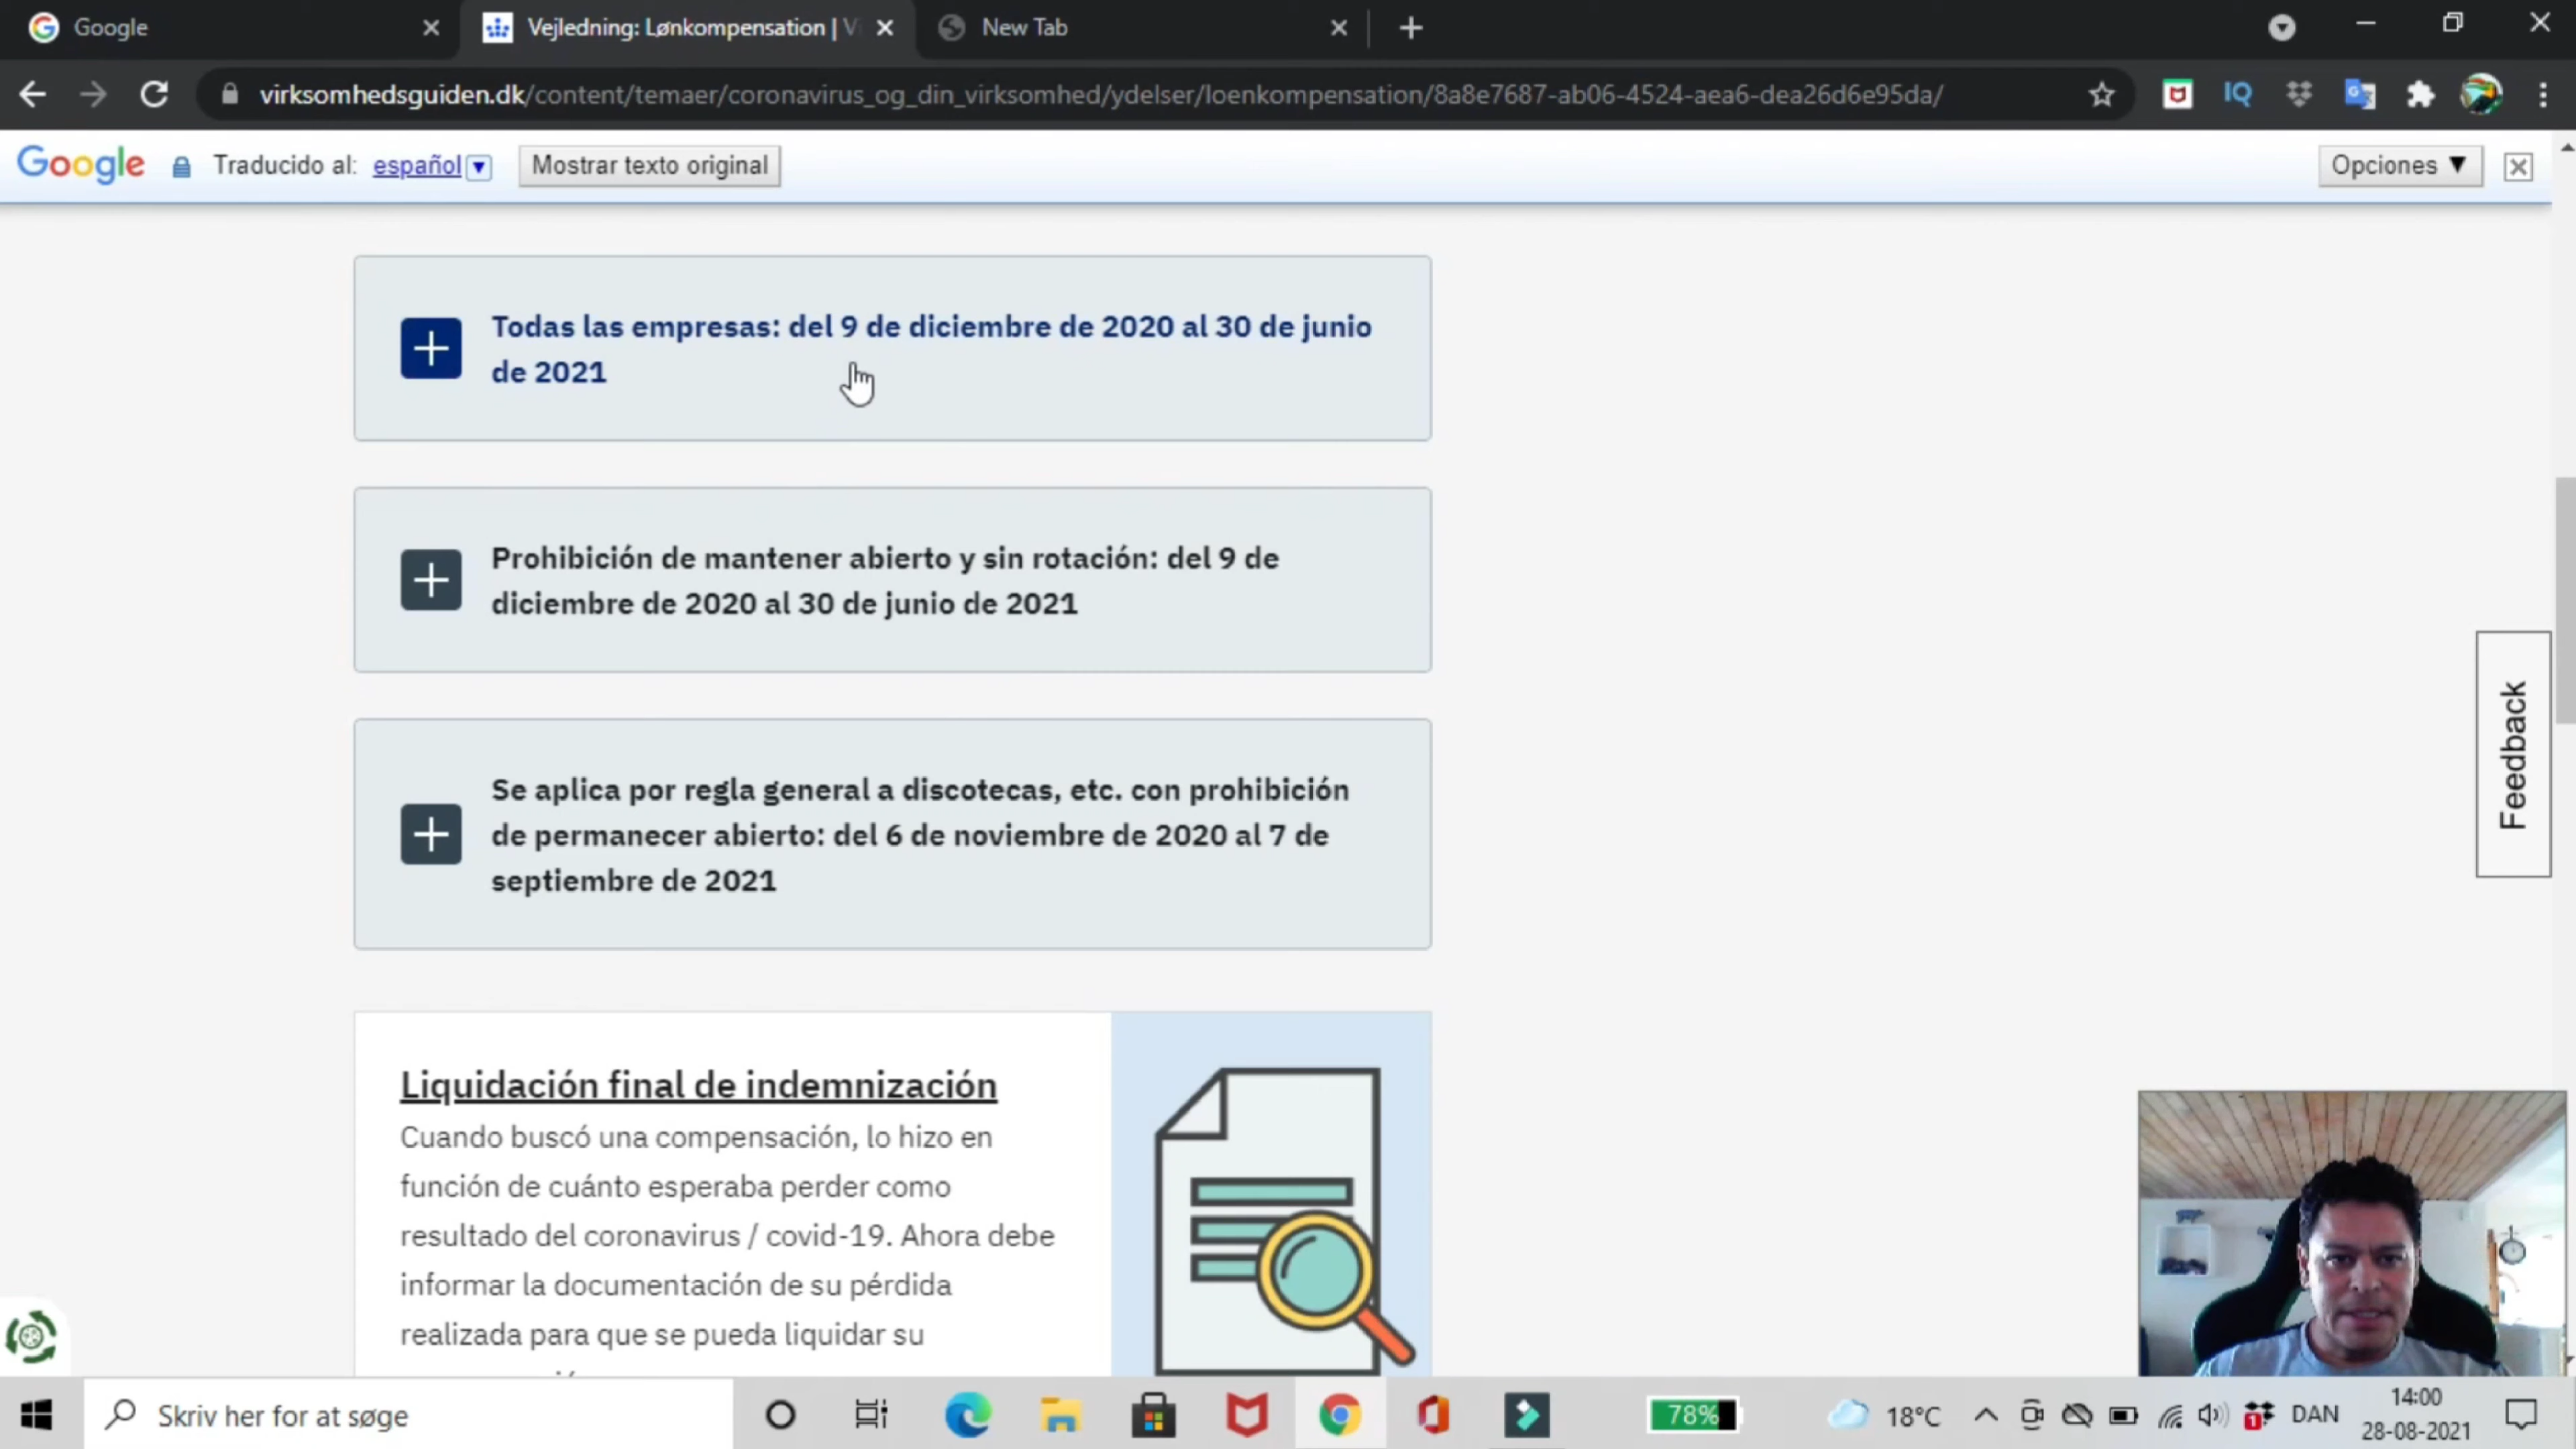 Google
Vejledning: Lønkompensation | Vi
New Tab
virksomhedsguiden.dk/content/temaer/coronavirus_og_din_virksomhed/ydelser/loenkompensation/8a8e7687-ab06-4524-aea6-dea26d6e95da/
IQ
Google Traducido al: español Mostrar texto original
Opciones ▼
Todas las empresas: del 9 de diciembre de 2020 al 30 de junio
de 2021
Prohibición de mantener abierto y sin rotación: del 9 de
diciembre de 2020 al 30 de junio de 2021
Se aplica por regla general a discotecas, etc. con prohibición
de permanecer abierto: del 6 de noviembre de 2020 al 7 de
septiembre de 2021
Feedback
Liquidación final de indemnización
Cuando buscó una compensación, lo hizo en
función de cuánto esperaba perder como
resultado del coronavirus / covid-19. Ahora debe
informar la documentación de su pérdida
realizada para que se pueda liquidar su
Skriv her for at søge
78%
18°C
1
DAN
14:00
28-08-2021